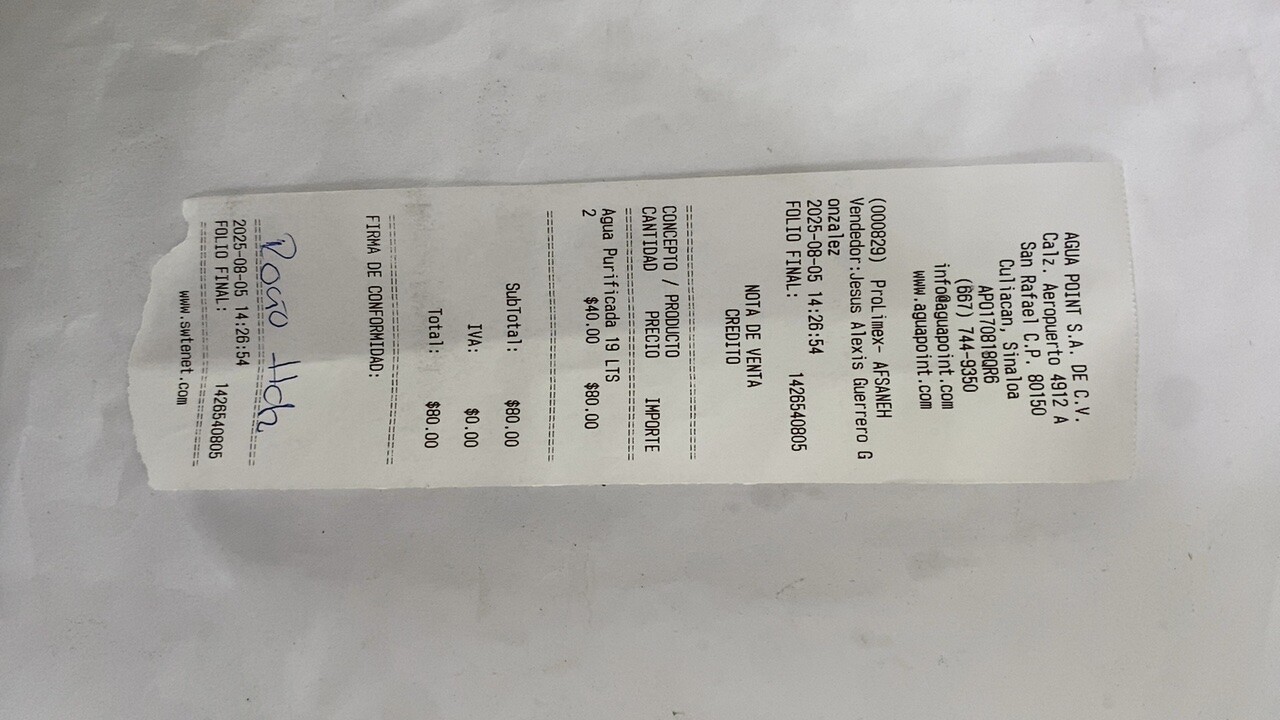 AGUA POINT S.A. DE C.V.
Calz. Aeropuerto 4912 A
San Rafael C.P. 80150
Culiacan, Sinaloa
APO170818QR6
(667) 744-9350
info@aguapoint.com
www.aguapoint.com
(000829) ProLimex- AFSANEH
Vendedor:Jesus Alexis Guerrero G
onzalez
2025-08-05 14:26:54
FOLIO FINAL: 1426540805
NOTA DE VENTA
CREDITO
================================
CONCEPTO / PRODUCTO
CANTIDAD PRECIO IMPORTE
================================
Agua Purificada 19 LTS
2 $40.00 $80.00
================================
SubTotal: $80.00
IVA: $0.00
Total: $80.00
================================
FIRMA DE CONFORMIDAD:
Rocio Hdz
================================
2025-08-05 14:26:54
FOLIO FINAL: 1426540805
================================
www.swtenet.com